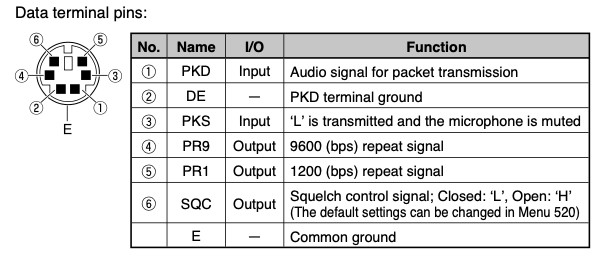 Data terminal pins:
⑥ ⑤
④ ③
② ①
E
No. Name I/O Function
① PKD Input Audio signal for packet transmission
② DE — PKD terminal ground
③ PKS Input ‘L’ is transmitted and the microphone is muted
④ PR9 Output 9600 (bps) repeat signal
⑤ PR1 Output 1200 (bps) repeat signal
⑥ SQC Output Squelch control signal; Closed: ‘L’, Open: ‘H’
(The default settings can be changed in Menu 520)
E — Common ground